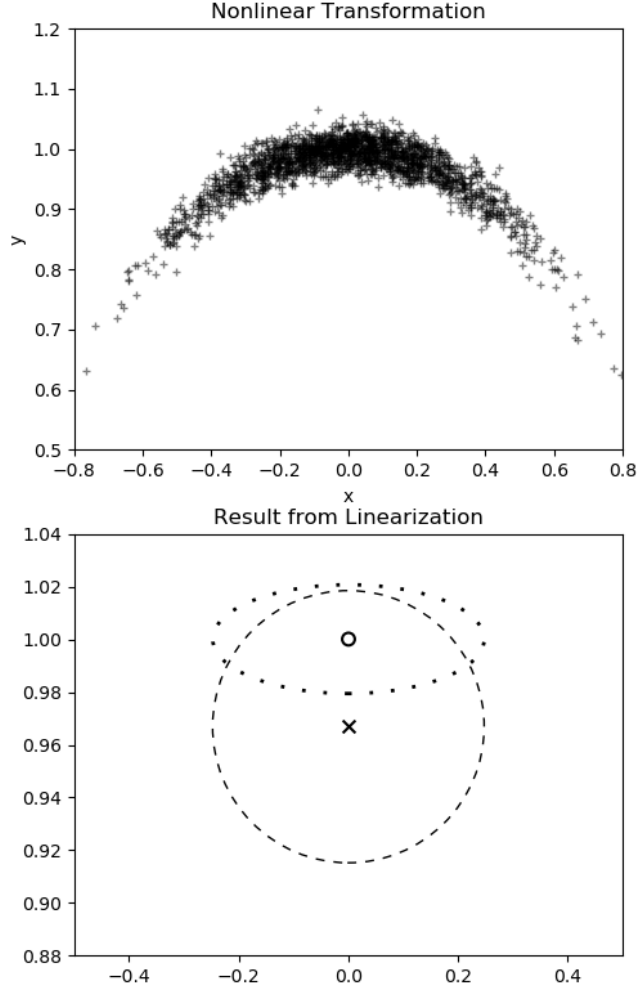 Nonlinear Transformation
1.2
1.1
1.0
0.9
0.8
0.7
0.6
0.5
y
−0.8 −0.6 −0.4 −0.2 0.0 0.2 0.4 0.6 0.8
x
Result from Linearization
1.04
1.02
1.00
0.98
0.96
0.94
0.92
0.90
0.88
−0.4 −0.2 0.0 0.2 0.4